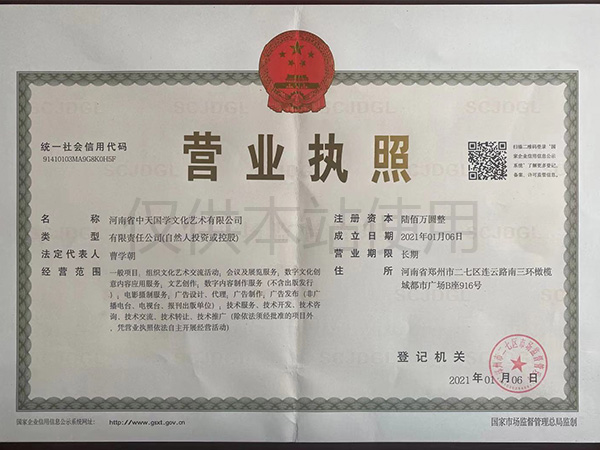 营业执照
统一社会信用代码
91410103MA9G8K0H5F
扫描二维码登录“国
家企业信用信息公示
系统”了解更多登记、
备案、许可监管信息。
名称 河南省中天国学文化艺术有限公司
类型 有限责任公司(自然人投资或控股)
法定代表人 曹学朝
经营范围 一般项目：组织文化艺术交流活动，会议及展览服务；数字文化创
意内容应用服务；文艺创作；数字内容制作服务（不含出版发行
）；电影摄制服务；广告设计、代理，广告制作；广告发布（非广
播电台、电视台、报刊出版单位）；技术服务、技术开发、技术咨
询、技术交流、技术转让、技术推广（除依法须经批准的项目外，
凭营业执照依法自主开展经营活动）
注册资本 陆佰万圆整
成立日期 2021年01月06日
营业期限 长期
住所 河南省郑州市二七区连云路南三环橄榄
城都市广场B座916号
仅供本站使用
登记机关
2021年01月06日
国家企业信用信息公示系统网址： http://www.gsxt.gov.cn
国家市场监督管理总局监制